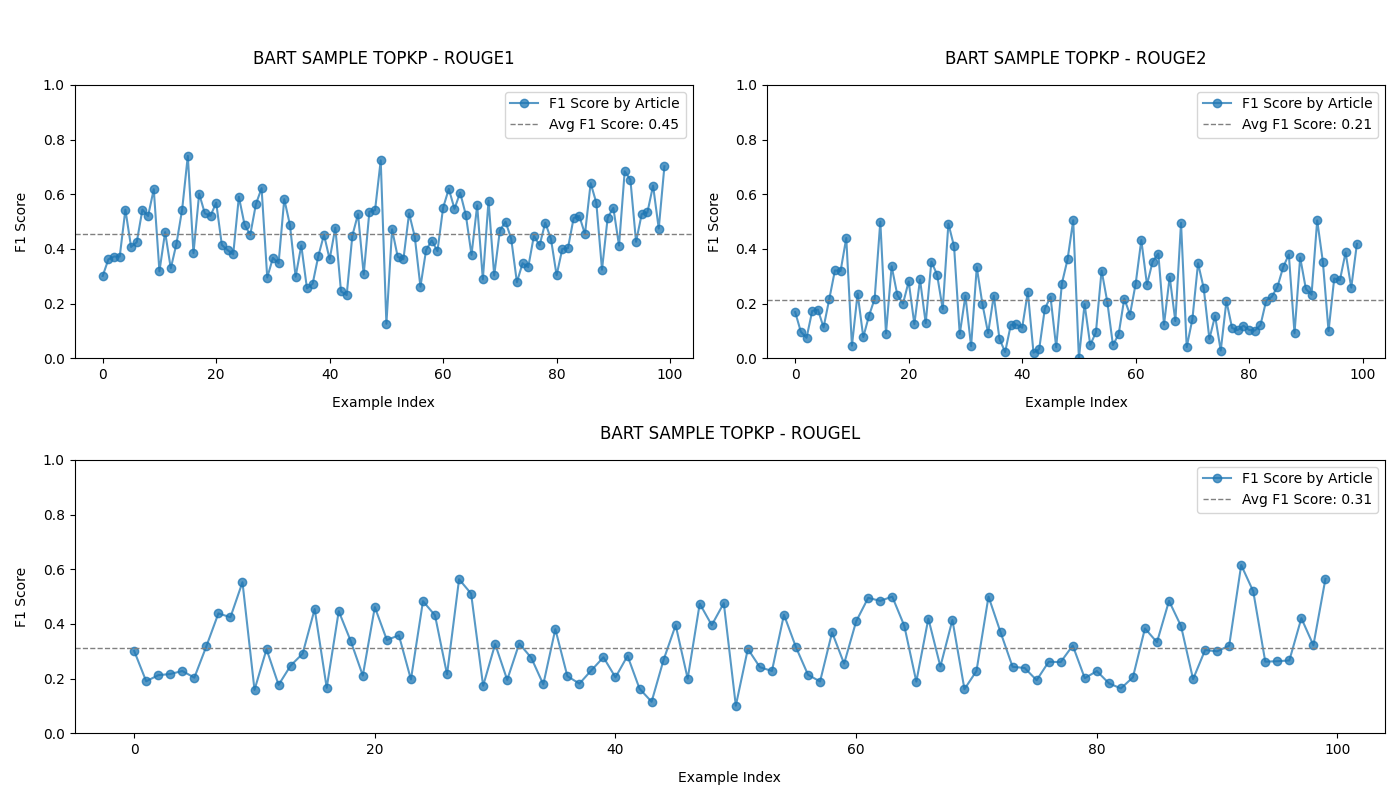 BART SAMPLE TOPKP - ROUGE1
F1 Score by Article
Avg F1 Score: 0.45
F1 Score
1.0
0.8
0.6
0.4
0.2
0.0
0 20 40 60 80 100
Example Index
BART SAMPLE TOPKP - ROUGE2
F1 Score by Article
Avg F1 Score: 0.21
F1 Score
1.0
0.8
0.6
0.4
0.2
0.0
0 20 40 60 80 100
Example Index
BART SAMPLE TOPKP - ROUGEL
F1 Score by Article
Avg F1 Score: 0.31
F1 Score
1.0
0.8
0.6
0.4
0.2
0.0
0 20 40 60 80 100
Example Index